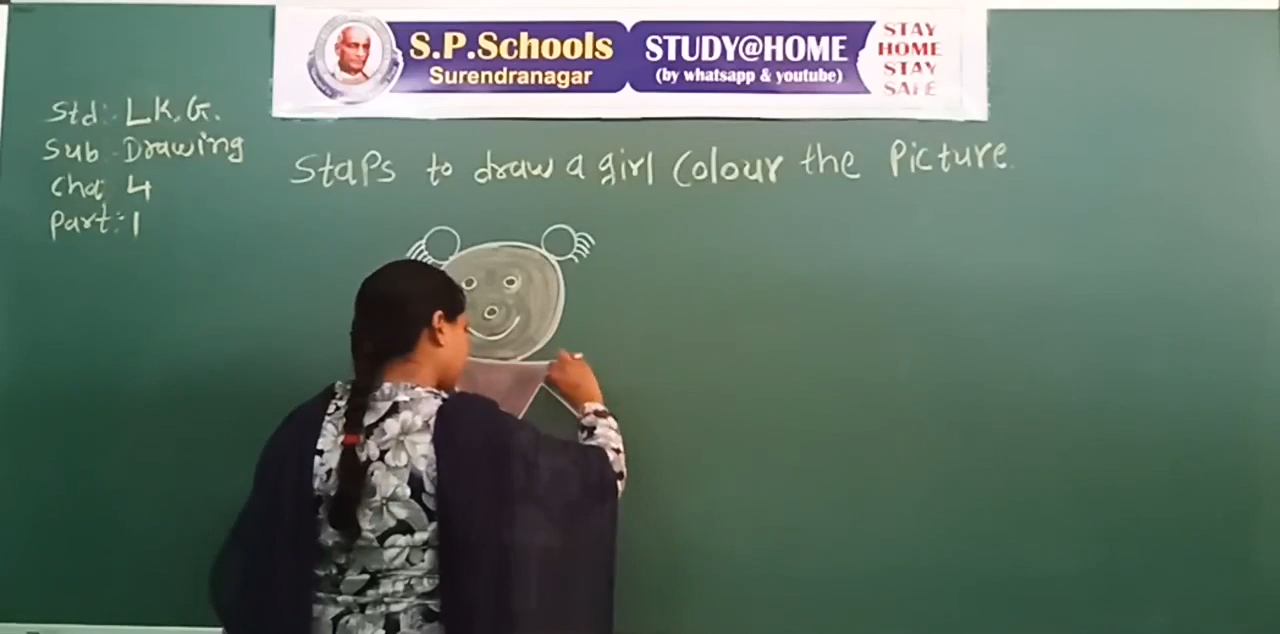 S.P.Schools
Surendranagar
STUDY@HOME
(by whatsapp & youtube)
STAY
HOME
STAY
SAFE
Std:- L.K.G.
Sub - Drawing
Cha: 4
Part:- 1
Staps to draw a girl Colour the Picture.